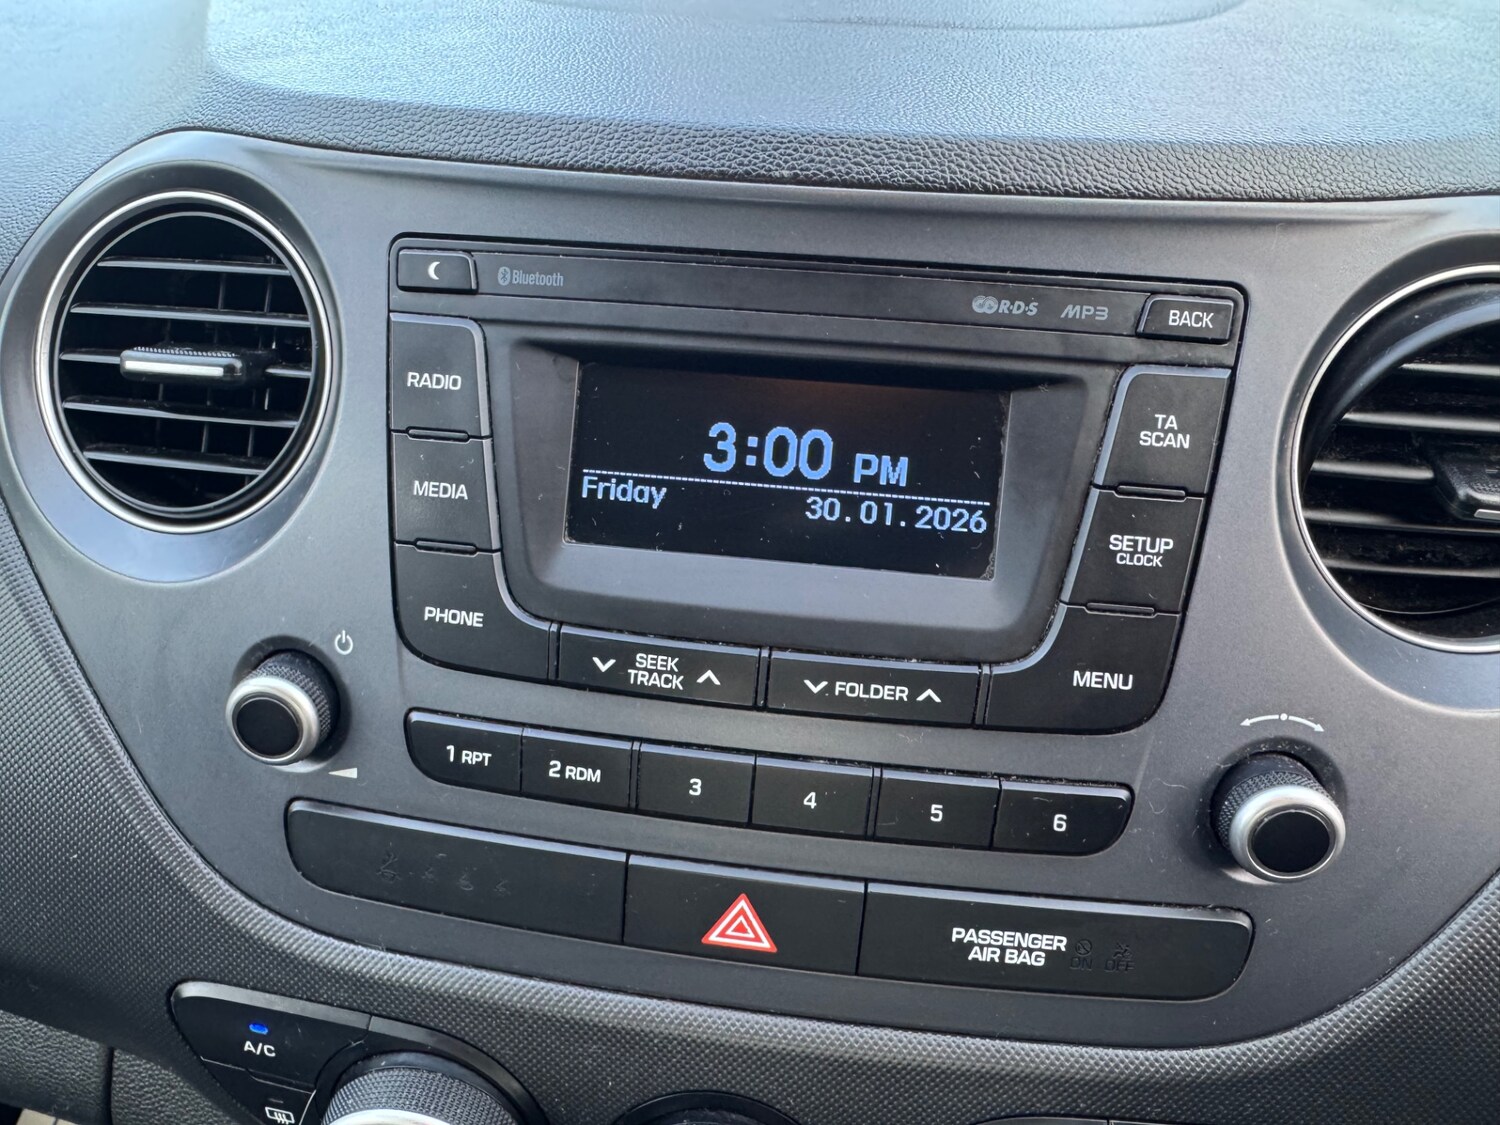 Bluetooth
R·D·S MP3
BACK
RADIO
MEDIA
PHONE
3:00 PM
Friday 30.01.2026
TA
SCAN
SETUP
CLOCK
MENU
SEEK
TRACK
FOLDER
1 RPT 2 RDM 3 4 5 6
PASSENGER
AIR BAG
ON OFF
A/C